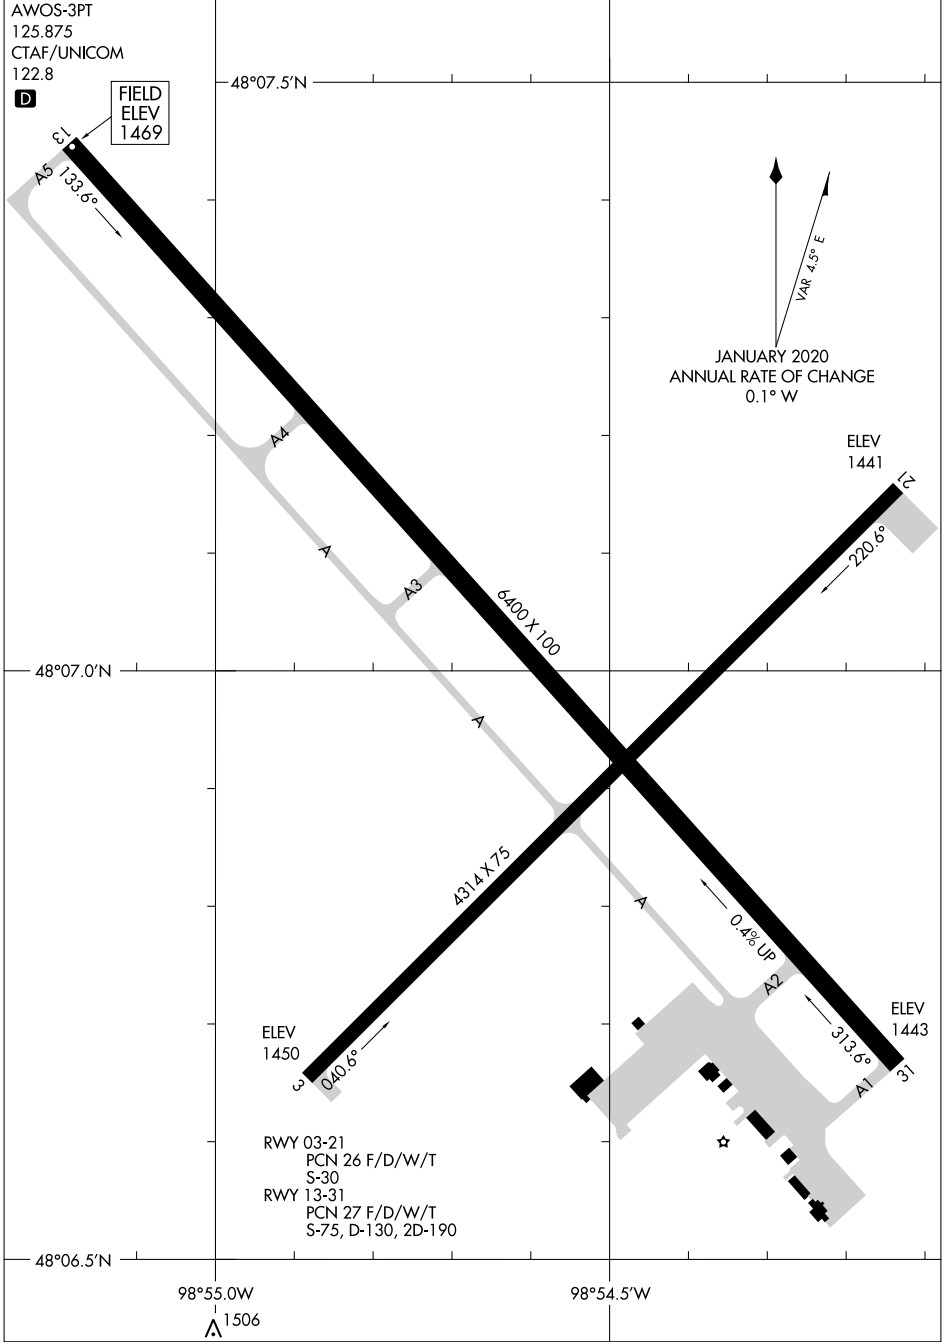 AWOS-3PT
125.875
CTAF/UNICOM
122.8
D
FIELD
ELEV
1469
48°07.5'N
13
A5
133.6°
VAR 4.5° E
JANUARY 2020
ANNUAL RATE OF CHANGE
0.1° W
A4
ELEV
1441
21
220.6°
A
A3
6400 X 100
48°07.0'N
A
4314 X 75
A
0.4% UP
A2
ELEV
1443
313.6°
31
A1
ELEV
1450
3
040.6°
RWY 03-21
PCN 26 F/D/W/T
S-30
RWY 13-31
PCN 27 F/D/W/T
S-75, D-130, 2D-190
48°06.5'N
98°55.0'W
98°54.5'W
1506